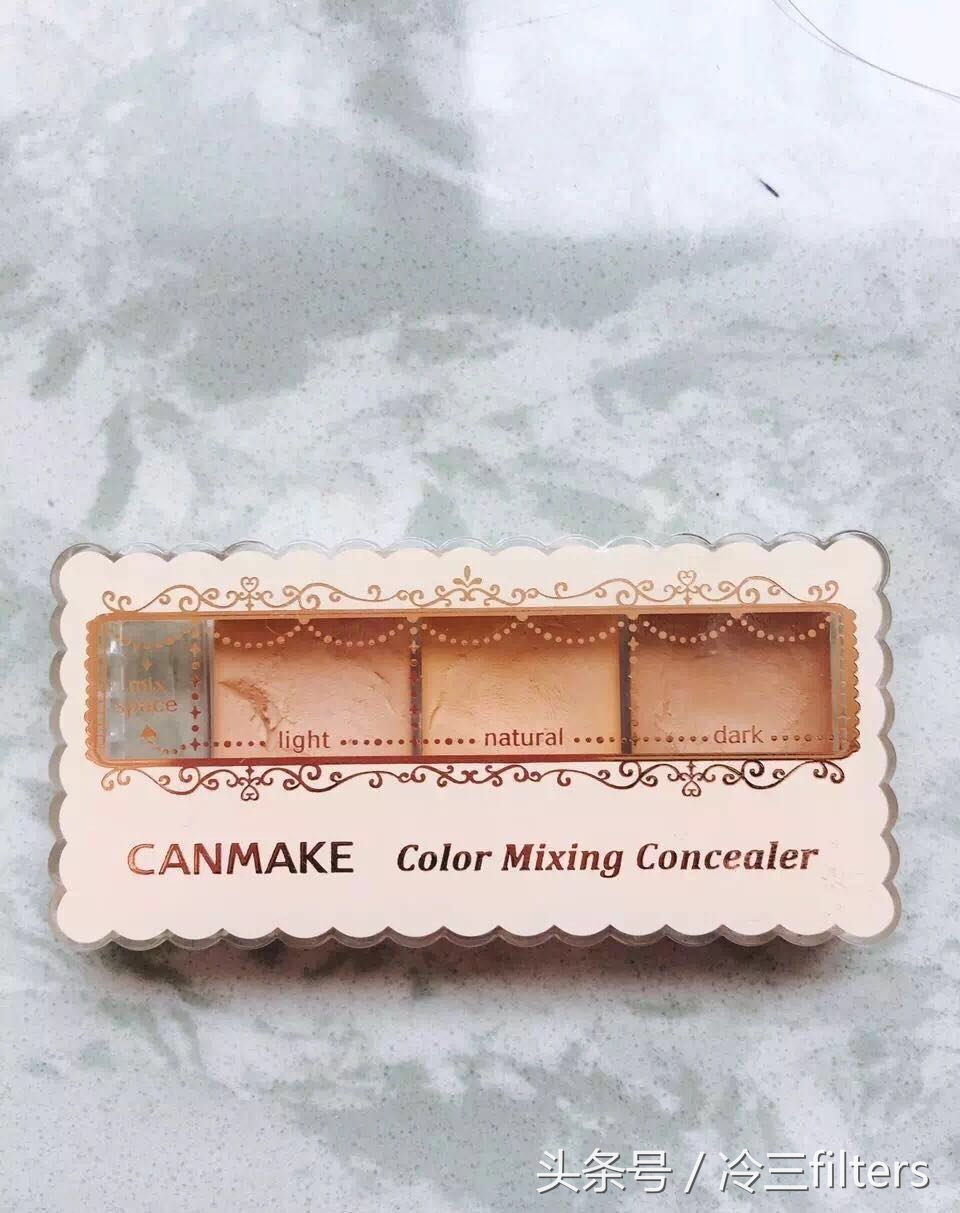 mix
space
light
natural
dark
CANMAKE Color Mixing Concealer
头条号 / 冷三filters